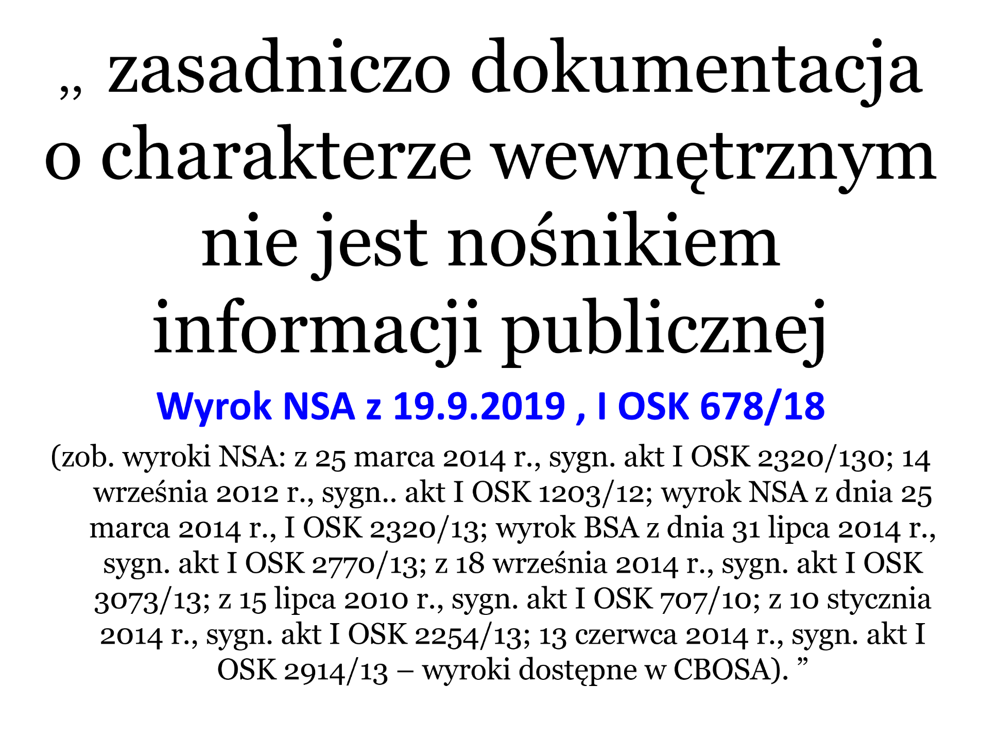 ,, zasadniczo dokumentacja
o charakterze wewnętrznym
nie jest nośnikiem
informacji publicznej
Wyrok NSA z 19.9.2019 , I OSK 678/18
(zob. wyroki NSA: z 25 marca 2014 r., sygn. akt I OSK 2320/130; 14
września 2012 r., sygn.. akt I OSK 1203/12; wyrok NSA z dnia 25
marca 2014 r., I OSK 2320/13; wyrok BSA z dnia 31 lipca 2014 r.,
sygn. akt I OSK 2770/13; z 18 września 2014 r., sygn. akt I OSK
3073/13; z 15 lipca 2010 r., sygn. akt I OSK 707/10; z 10 stycznia
2014 r., sygn. akt I OSK 2254/13; 13 czerwca 2014 r., sygn. akt I
OSK 2914/13 – wyroki dostępne w CBOSA). ”